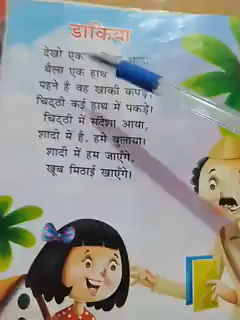 डाकिया
देखो एक
थैला एक हाथ
पहने है वह खाकी कपड़े,
चिट्ठी कई हाथ में पकड़े।
चिट्ठी में संदेशा आया,
शादी में है, हमें बुलाया।
शादी में हम जाएँगे,
खूब मिठाई खाएँगे।